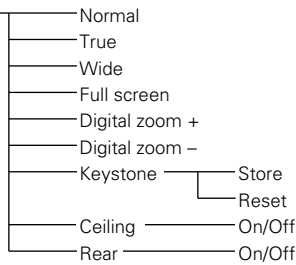 Normal
True
Wide
Full screen
Digital zoom +
Digital zoom –
Keystone Store
Reset
Ceiling On/Off
Rear On/Off